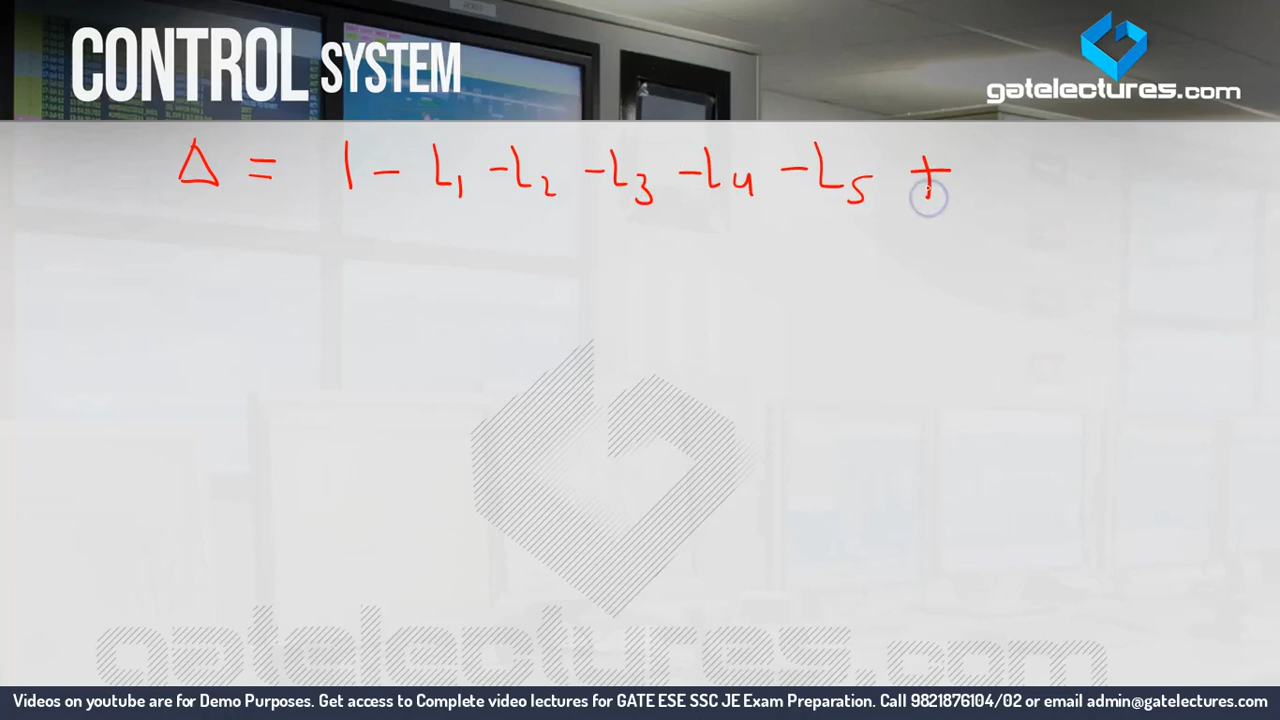 CONTROL SYSTEM
gatelectures.com
Δ = 1 - L₁ - L₂ - L₃ - L₄ - L₅ +
gatelectures.com
Videos on youtube are for Demo Purposes. Get access to Complete video lectures for GATE ESE SSC JE Exam Preparation. Call 9821876104/02 or email admin@gatelectures.com